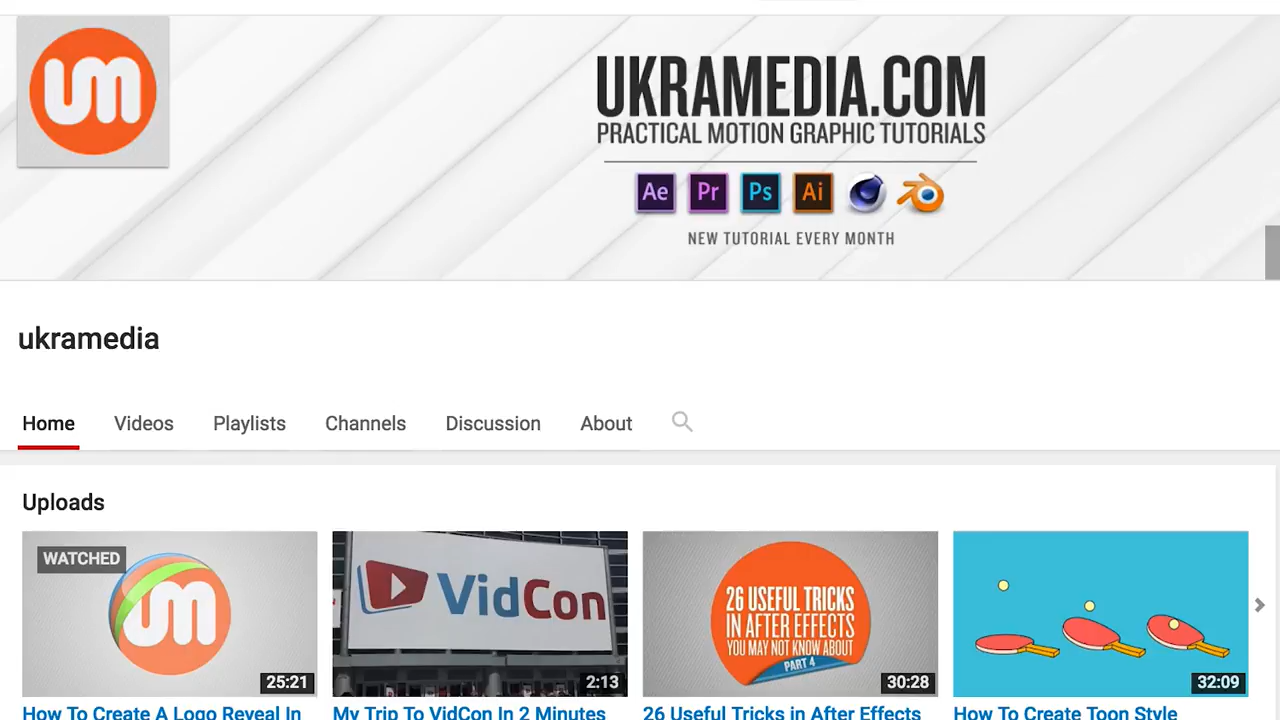 um
UKRAMEDIA.COM
PRACTICAL MOTION GRAPHIC TUTORIALS
Ae Pr Ps Ai
NEW TUTORIAL EVERY MONTH
ukramedia
Home Videos Playlists Channels Discussion About
Uploads
WATCHED
um
25:21
VidCon
2:13
26 USEFUL TRICKS
IN AFTER EFFECTS
YOU MAY NOT KNOW ABOUT
PART 4
30:28
32:09
How To Create A Logo Reveal In
My Trip To VidCon In 2 Minutes
26 Useful Tricks in After Effects
How To Create Toon Style